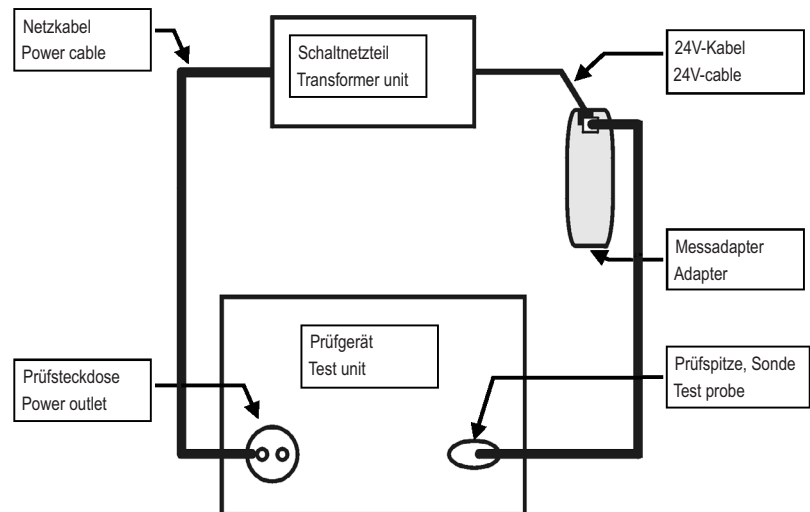 Netzkabel
Power cable
Schaltnetzteil
Transformer unit
24V-Kabel
24V-cable
Messadapter
Adapter
Prüfgerät
Test unit
Prüfsteckdose
Power outlet
Prüfspitze, Sonde
Test probe